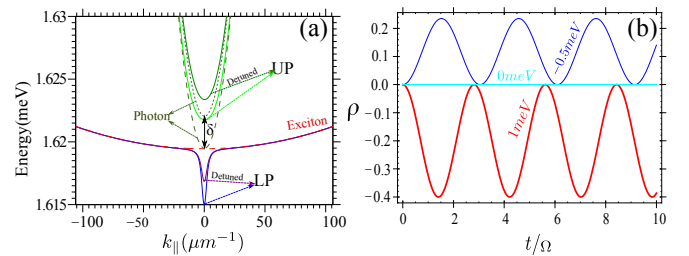 (a)
1.63
1.625
1.62
1.615
Energy(meV)
−100
−50
0
50
100
k∥(μm⁻¹)
Detuned
UP
Photon
δ
Exciton
Detuned
LP
(b)
0.2
0.1
0.0
−0.1
−0.2
−0.3
−0.4
ρ
−0.5meV
0meV
1meV
0
2
4
6
8
10
t/Ω